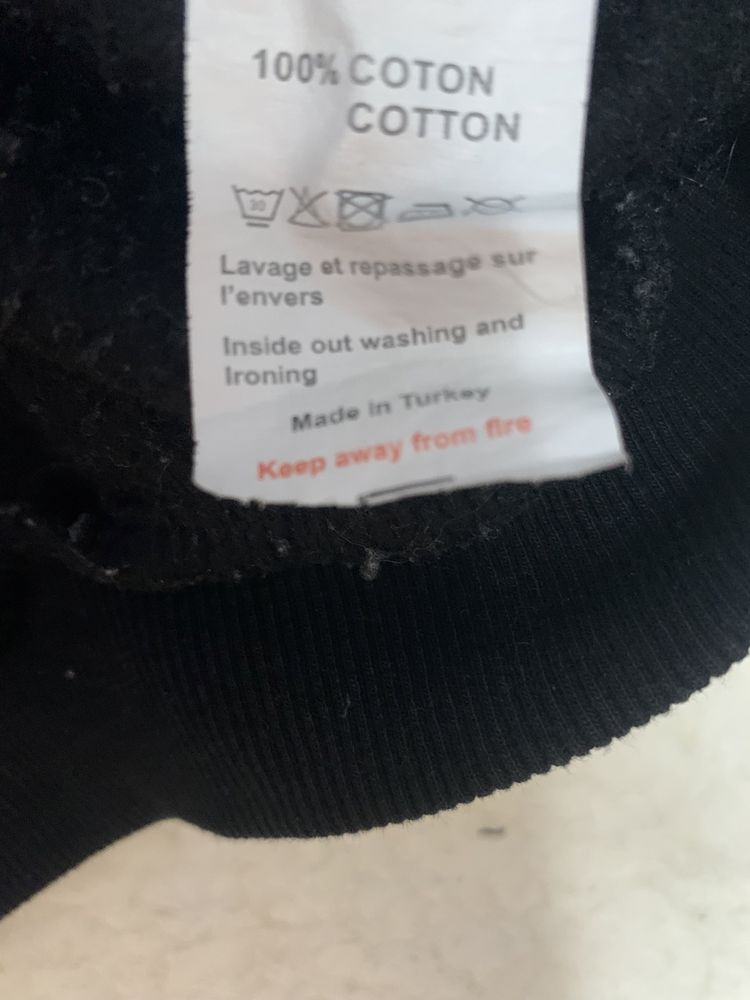 100% COTON
COTTON
30
Lavage et repassage sur
l'envers
Inside out washing and
Ironing
Made in Turkey
Keep away from fire